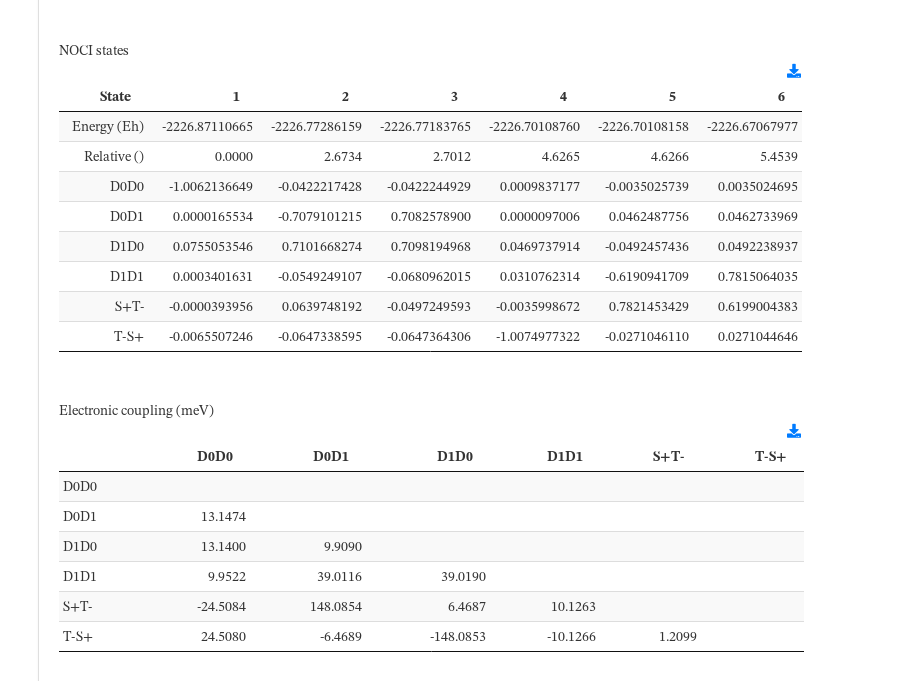 NOCI states
State 1 2 3 4 5 6
Energy (Eh) -2226.87110665 -2226.77286159 -2226.77183765 -2226.70108760 -2226.70108158 -2226.67067977
Relative () 0.0000 2.6734 2.7012 4.6265 4.6266 5.4539
D0D0 -1.0062136649 -0.0422217428 -0.0422244929 0.0009837177 -0.0035025739 0.0035024695
D0D1 0.0000165534 -0.7079101215 0.7082578900 0.0000097006 0.0462487756 0.0462733969
D1D0 0.0755053546 0.7101668274 0.7098194968 0.0469737914 -0.0492457436 0.0492238937
D1D1 0.0003401631 -0.0549249107 -0.0680962015 0.0310762314 -0.6190941709 0.7815064035
S+T- -0.0000393956 0.0639748192 -0.0497249593 -0.0035998672 0.7821453429 0.6199004383
T-S+ -0.0065507246 -0.0647338595 -0.0647364306 -1.0074977322 -0.0271046110 0.0271044646
Electronic coupling (meV)
D0D0 D0D1 D1D0 D1D1 S+T- T-S+
D0D0
D0D1 13.1474
D1D0 13.1400 9.9090
D1D1 9.9522 39.0116 39.0190
S+T- -24.5084 148.0854 6.4687 10.1263
T-S+ 24.5080 -6.4689 -148.0853 -10.1266 1.2099